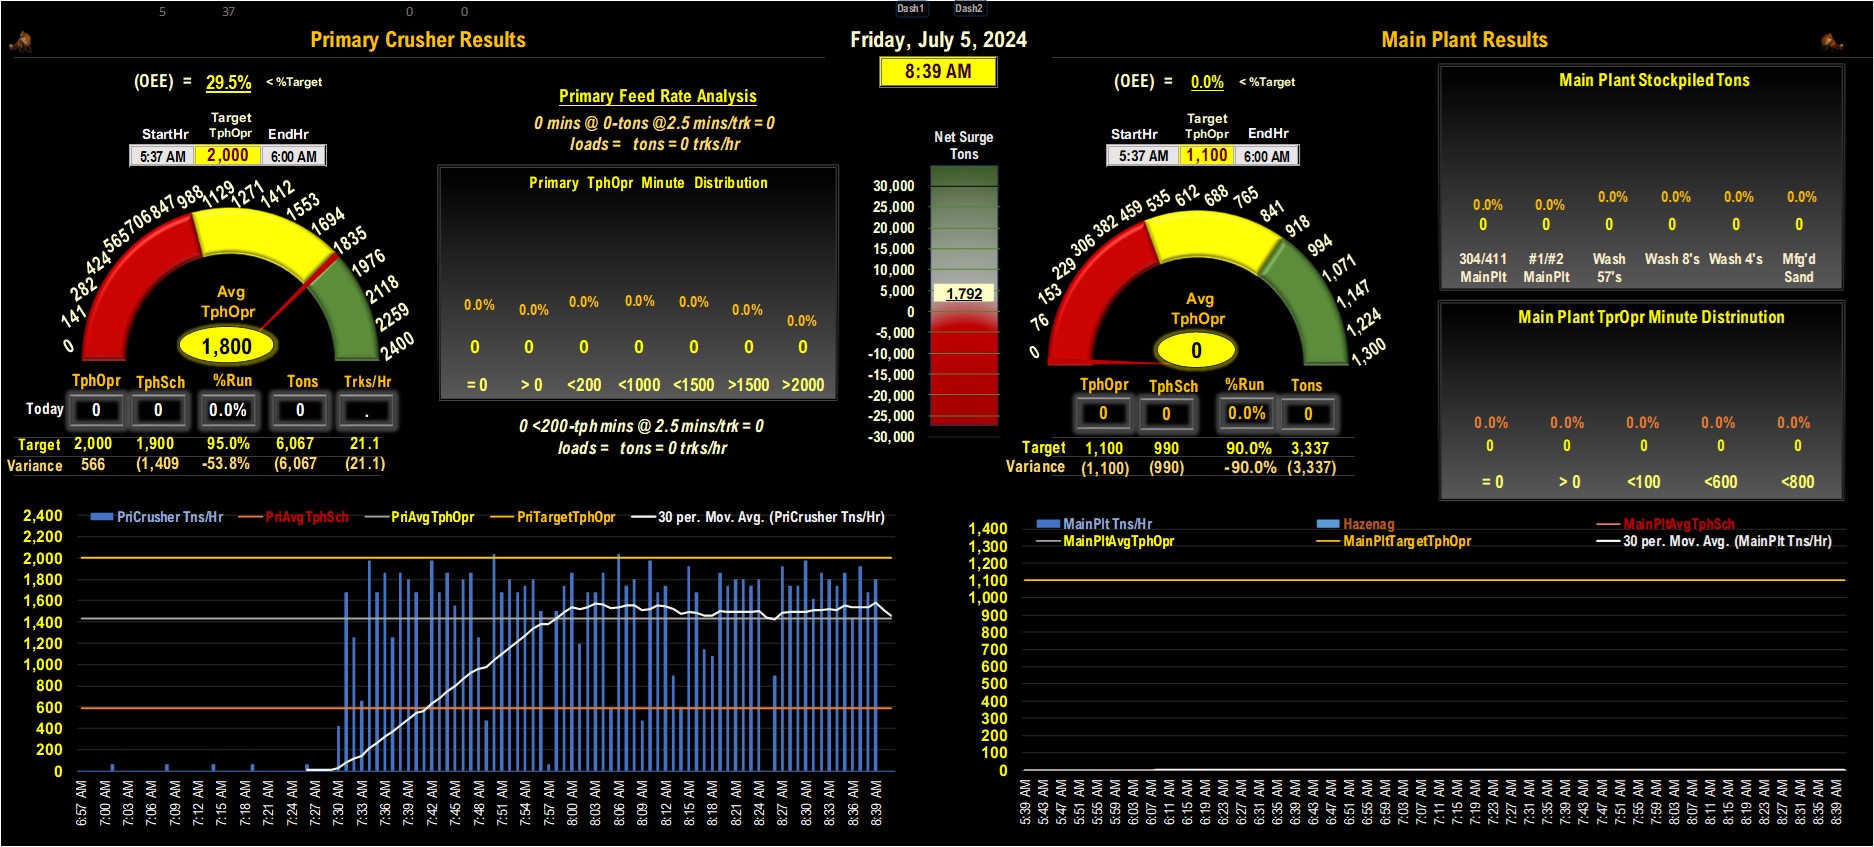 5 37 0 0 Dash1 Dash2
Primary Crusher Results
Friday, July 5, 2024
Main Plant Results
8:39 AM
(OEE) = 29.5% < %Target
StartHr Target TphOpr EndHr
5:37 AM 2,000 6:00 AM
0 141 282 424 565 706 847 988 1129 1271 1412 1553 1694 1835 1976 2118 2259 2400
Avg
TphOpr
1,800
TphOpr TphSch %Run Tons Trks/Hr
Today 0 0 0.0% 0 .
Target 2,000 1,900 95.0% 6,067 21.1
Variance 566 (1,409 -53.8% (6,067 (21.1)
Primary Feed Rate Analysis
0 mins @ 0-tons @2.5 mins/trk = 0
loads = tons = 0 trks/hr
Primary TphOpr Minute Distribution
0.0% 0.0% 0.0% 0.0% 0.0% 0.0% 0.0%
0 0 0 0 0 0 0
= 0 > 0 <200 <1000 <1500 >1500 >2000
0 <200-tph mins @ 2.5 mins/trk = 0
loads = tons = 0 trks/hr
Net Surge
Tons
30,000
25,000
20,000
15,000
10,000
5,000
1,792
0
-5,000
-10,000
-15,000
-20,000
-25,000
-30,000
(OEE) = 0.0% < %Target
StartHr Target TphOpr EndHr
5:37 AM 1,100 6:00 AM
0 76 153 229 306 382 459 535 612 688 765 841 918 994 1,071 1,147 1,224 1,300
Avg
TphOpr
0
TphOpr TphSch %Run Tons
0 0 0.0% 0
Target 1,100 990 90.0% 3,337
Variance (1,100) (990) -90.0% (3,337)
Main Plant Stockpiled Tons
0.0% 0.0% 0.0% 0.0% 0.0% 0.0%
0 0 0 0 0 0
304/411 #1/#2 Wash Wash 8's Wash 4's Mfg'd
MainPlt MainPlt 57's Sand
Main Plant TprOpr Minute Distrinution
0.0% 0.0% 0.0% 0.0% 0.0%
0 0 0 0 0
= 0 > 0 <100 <600 <800
PriCrusher Tns/Hr PriAvgTphSch PriAvgTphOpr PriTargetTphOpr 30 per. Mov. Avg. (PriCrusher Tns/Hr)
2,400
2,200
2,000
1,800
1,600
1,400
1,200
1,000
800
600
400
200
0
6:57 AM 7:00 AM 7:03 AM 7:06 AM 7:09 AM 7:12 AM 7:15 AM 7:18 AM 7:21 AM 7:24 AM 7:27 AM 7:30 AM 7:33 AM 7:36 AM 7:39 AM 7:42 AM 7:45 AM 7:48 AM 7:51 AM 7:54 AM 7:57 AM 8:00 AM 8:03 AM 8:06 AM 8:09 AM 8:12 AM 8:15 AM 8:18 AM 8:21 AM 8:24 AM 8:27 AM 8:30 AM 8:33 AM 8:36 AM 8:39 AM
MainPlt Tns/Hr Hazenag MainPltAvgTphSch
MainPltAvgTphOpr MainPltTargetTphOpr 30 per. Mov. Avg. (MainPlt Tns/Hr)
1,400
1,300
1,200
1,100
1,000
900
800
700
600
500
400
300
200
100
0
5:39 AM 5:43 AM 5:47 AM 5:51 AM 5:55 AM 5:59 AM 6:03 AM 6:07 AM 6:11 AM 6:15 AM 6:19 AM 6:23 AM 6:27 AM 6:31 AM 6:35 AM 6:39 AM 6:43 AM 6:47 AM 6:51 AM 6:55 AM 6:59 AM 7:03 AM 7:07 AM 7:11 AM 7:15 AM 7:19 AM 7:23 AM 7:27 AM 7:31 AM 7:35 AM 7:39 AM 7:43 AM 7:47 AM 7:51 AM 7:55 AM 7:59 AM 8:03 AM 8:07 AM 8:11 AM 8:15 AM 8:19 AM 8:23 AM 8:27 AM 8:31 AM 8:35 AM 8:39 AM